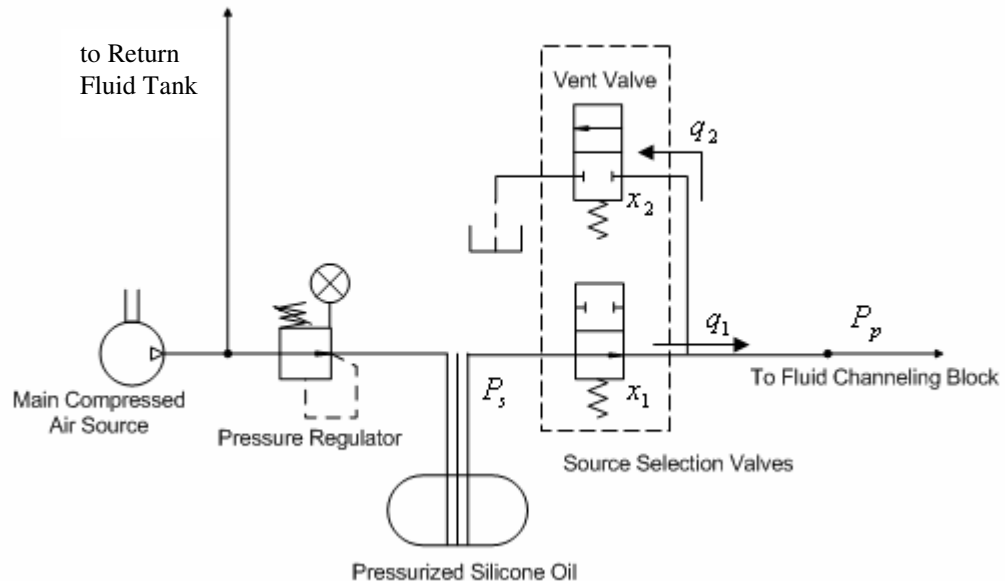 to Return
Fluid Tank
Vent Valve
q₂
x₂
Main Compressed
Air Source
Pressure Regulator
Pₛ
x₁
q₁
Pₚ
To Fluid Channeling Block
Source Selection Valves
Pressurized Silicone Oil